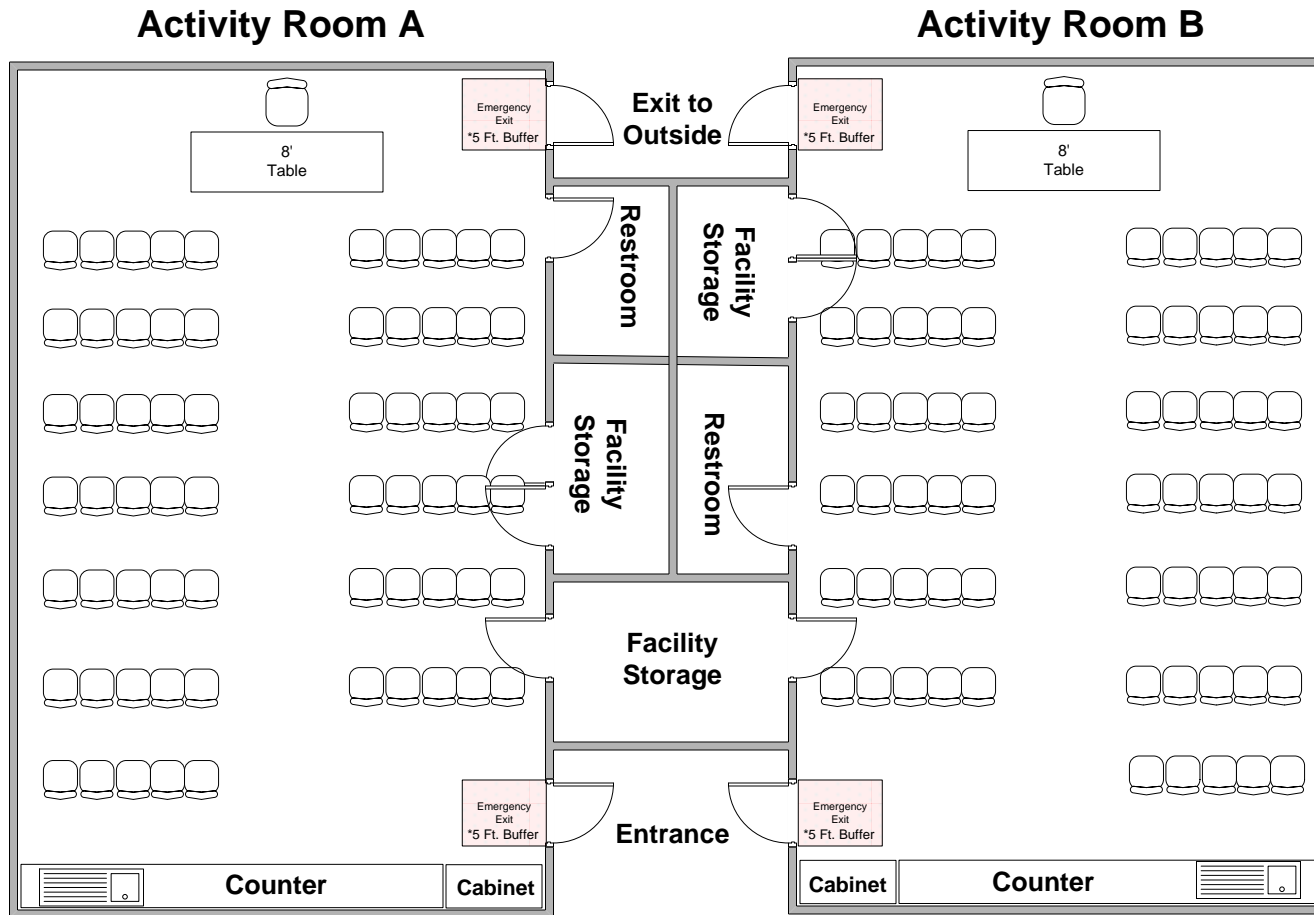 Activity Room A
Activity Room B
Emergency
Exit
*5 Ft. Buffer
Exit to
Outside
Emergency
Exit
*5 Ft. Buffer
8'
Table
8'
Table
Restroom
Facility
Storage
Facility
Storage
Restroom
Facility
Storage
Emergency
Exit
*5 Ft. Buffer
Entrance
Emergency
Exit
*5 Ft. Buffer
Counter
Cabinet
Cabinet
Counter